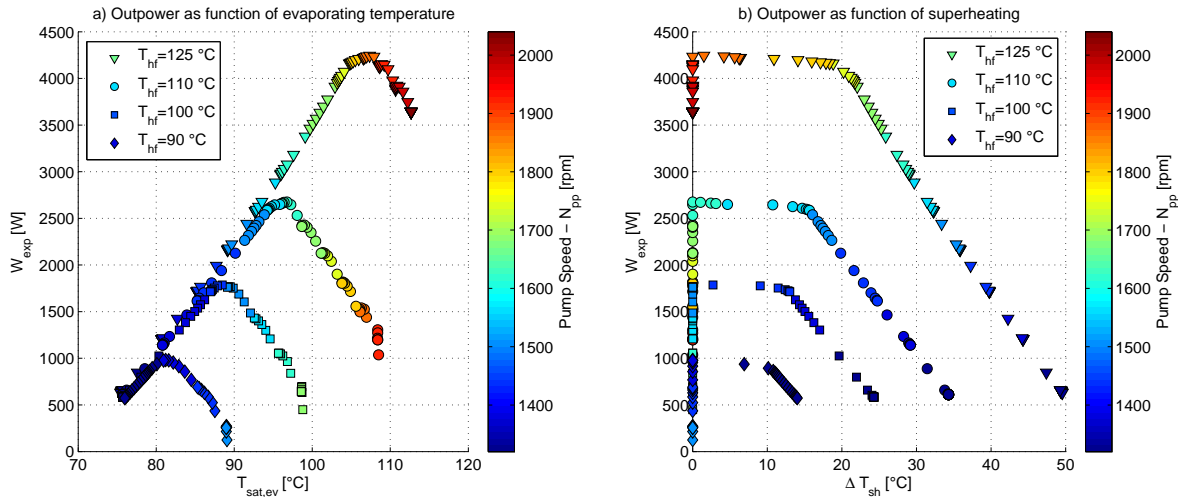 a) Outpower as function of evaporating temperature
4500
4000
3500
3000
2500
2000
1500
1000
500
0
W_exp [W]
T_hf=125 °C
T_hf=110 °C
T_hf=100 °C
T_hf=90 °C
70
80
90
100
110
120
T_sat,ev [°C]
2000
1900
1800
1700
1600
1500
1400
Pump Speed – N_pp [rpm]
b) Outpower as function of superheating
4500
4000
3500
3000
2500
2000
1500
1000
500
0
W_exp [W]
T_hf=125 °C
T_hf=110 °C
T_hf=100 °C
T_hf=90 °C
0
10
20
30
40
50
Δ T_sh [°C]
2000
1900
1800
1700
1600
1500
1400
Pump Speed – N_pp [rpm]